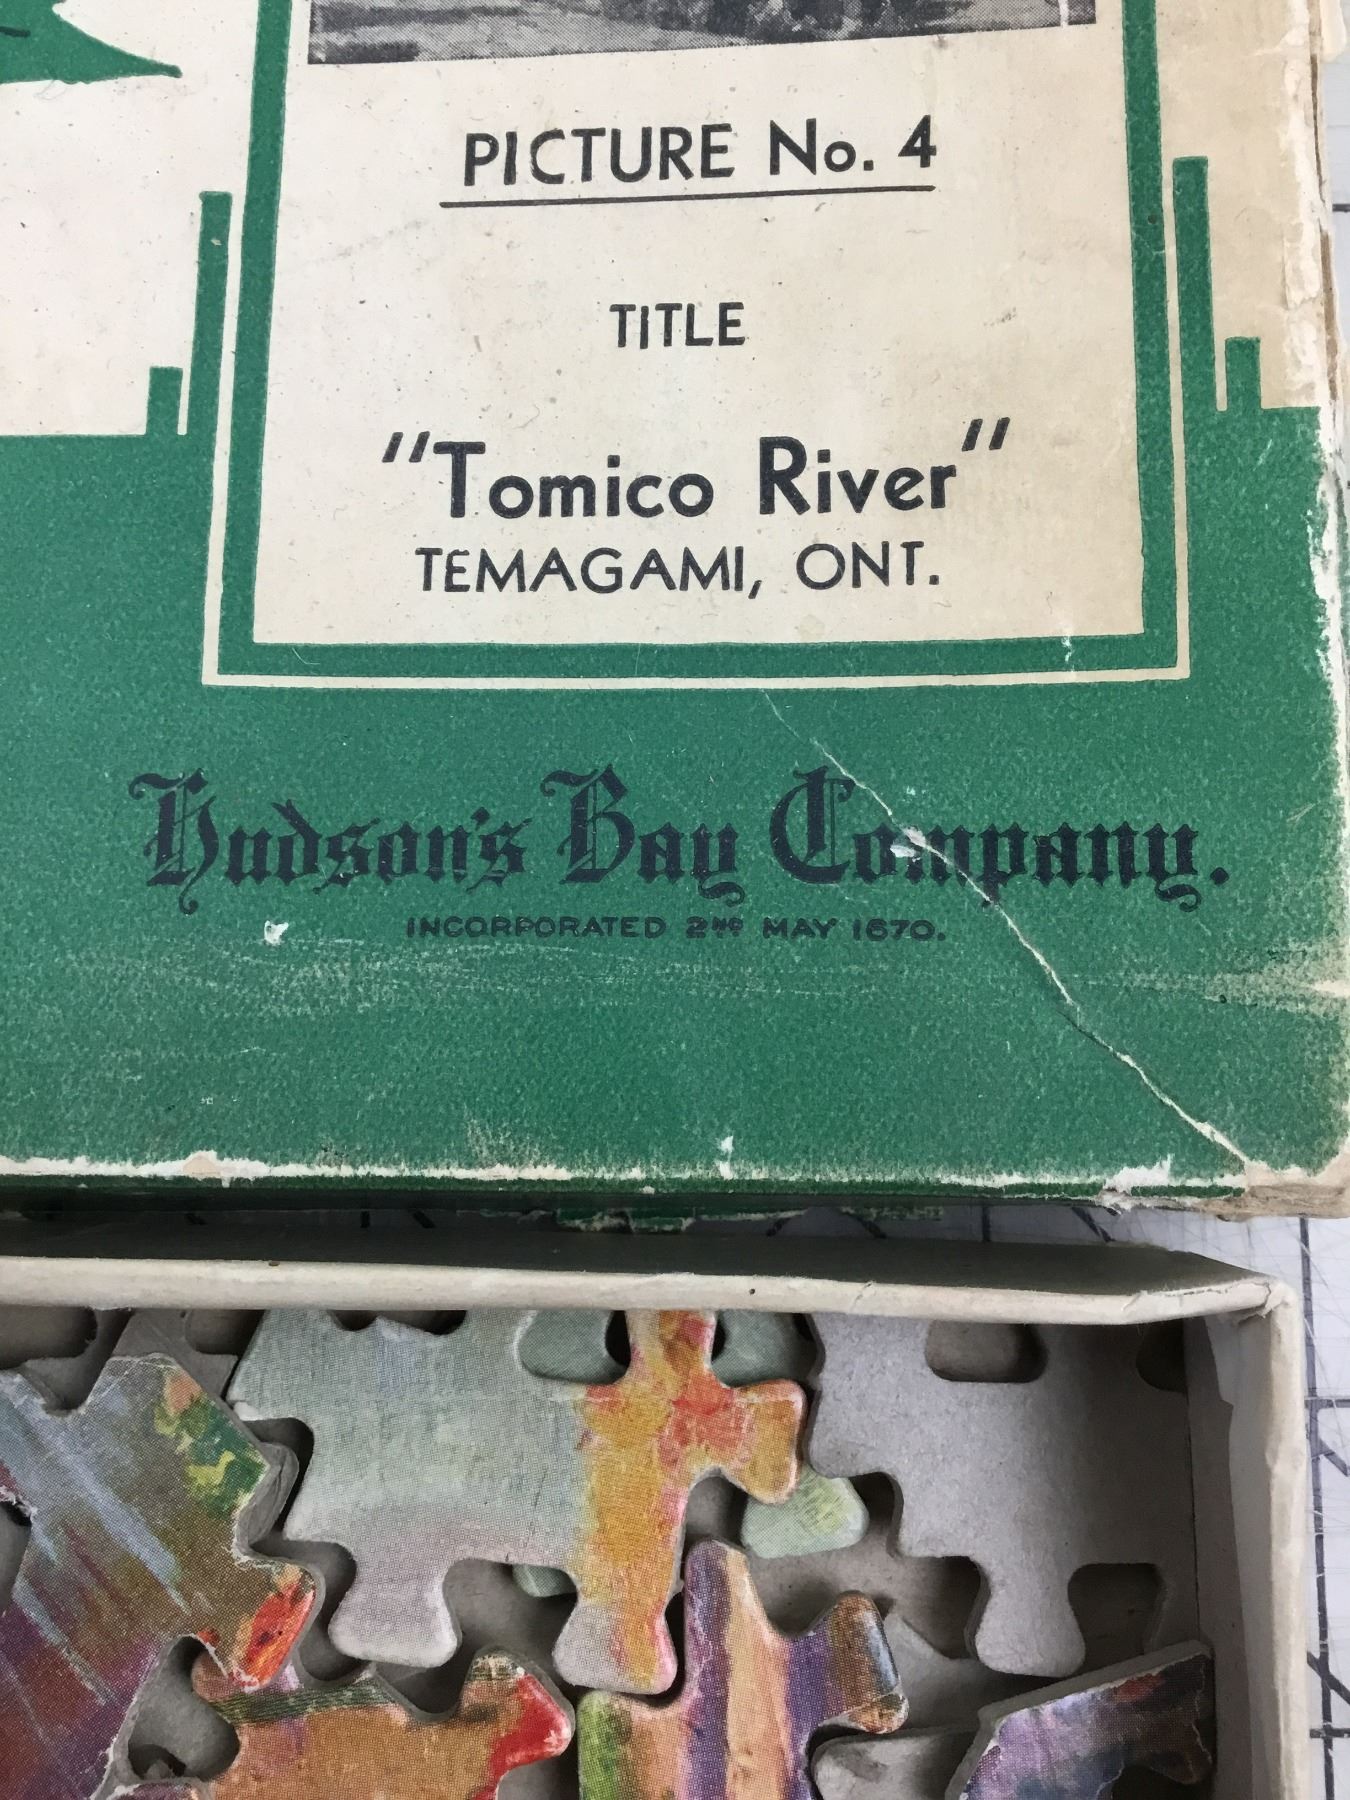 PICTURE No. 4
TITLE
"Tomico River"
TEMAGAMI, ONT.
Hudson's Bay Company.
INCORPORATED 2ND MAY 1670.